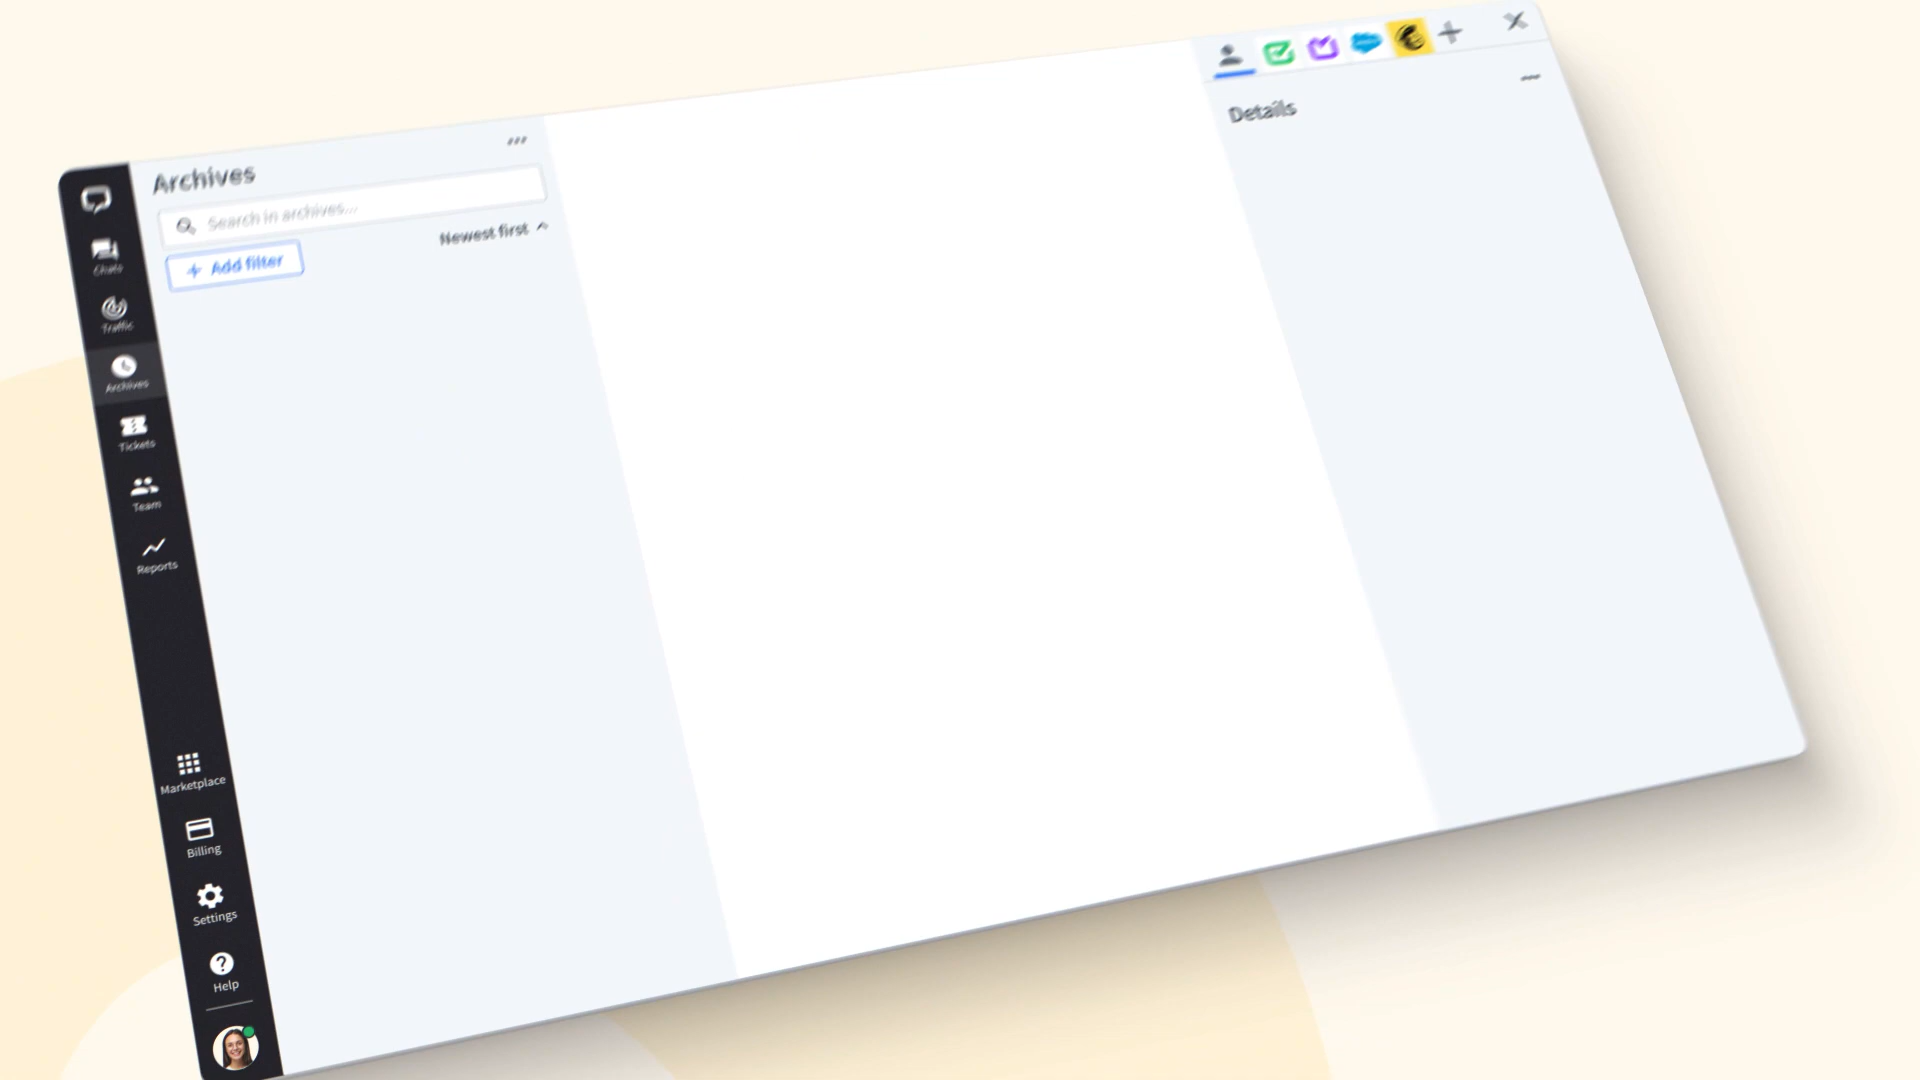 Archives
Search in archives...
Newest first
Add filter
Chats
Traffic
Archives
Tickets
Team
Reports
Marketplace
Billing
Settings
Help
Details